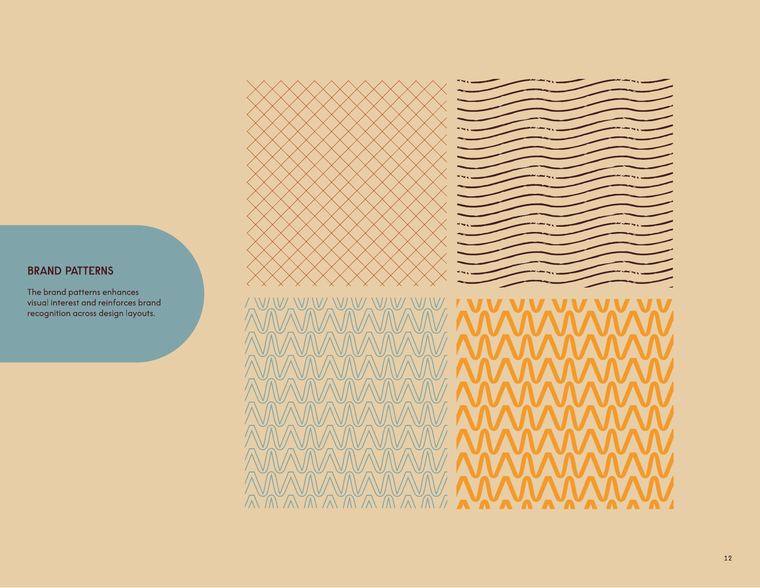 BRAND PATTERNS
The brand patterns enhances
visual interest and reinforces brand
recognition across design layouts.
12